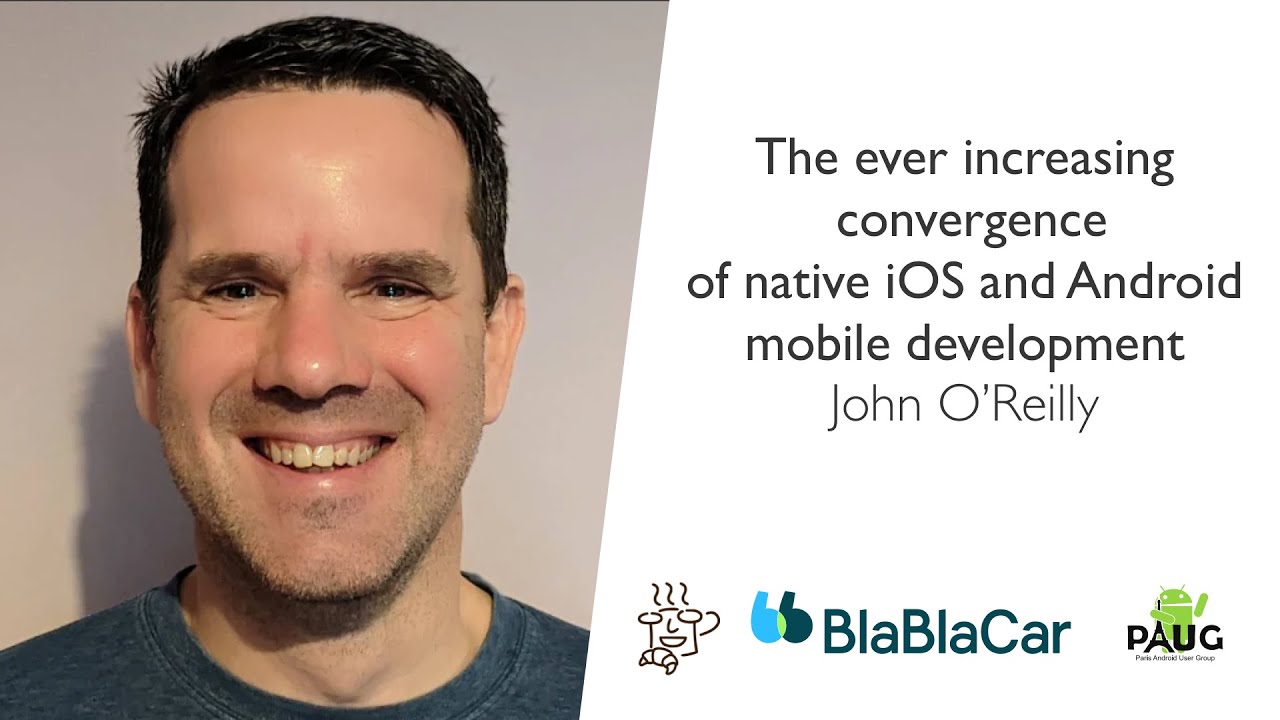 The ever increasing
convergence
of native iOS and Android
mobile development
John O’Reilly
BlaBlaCar
PAUG
Paris Android User Group